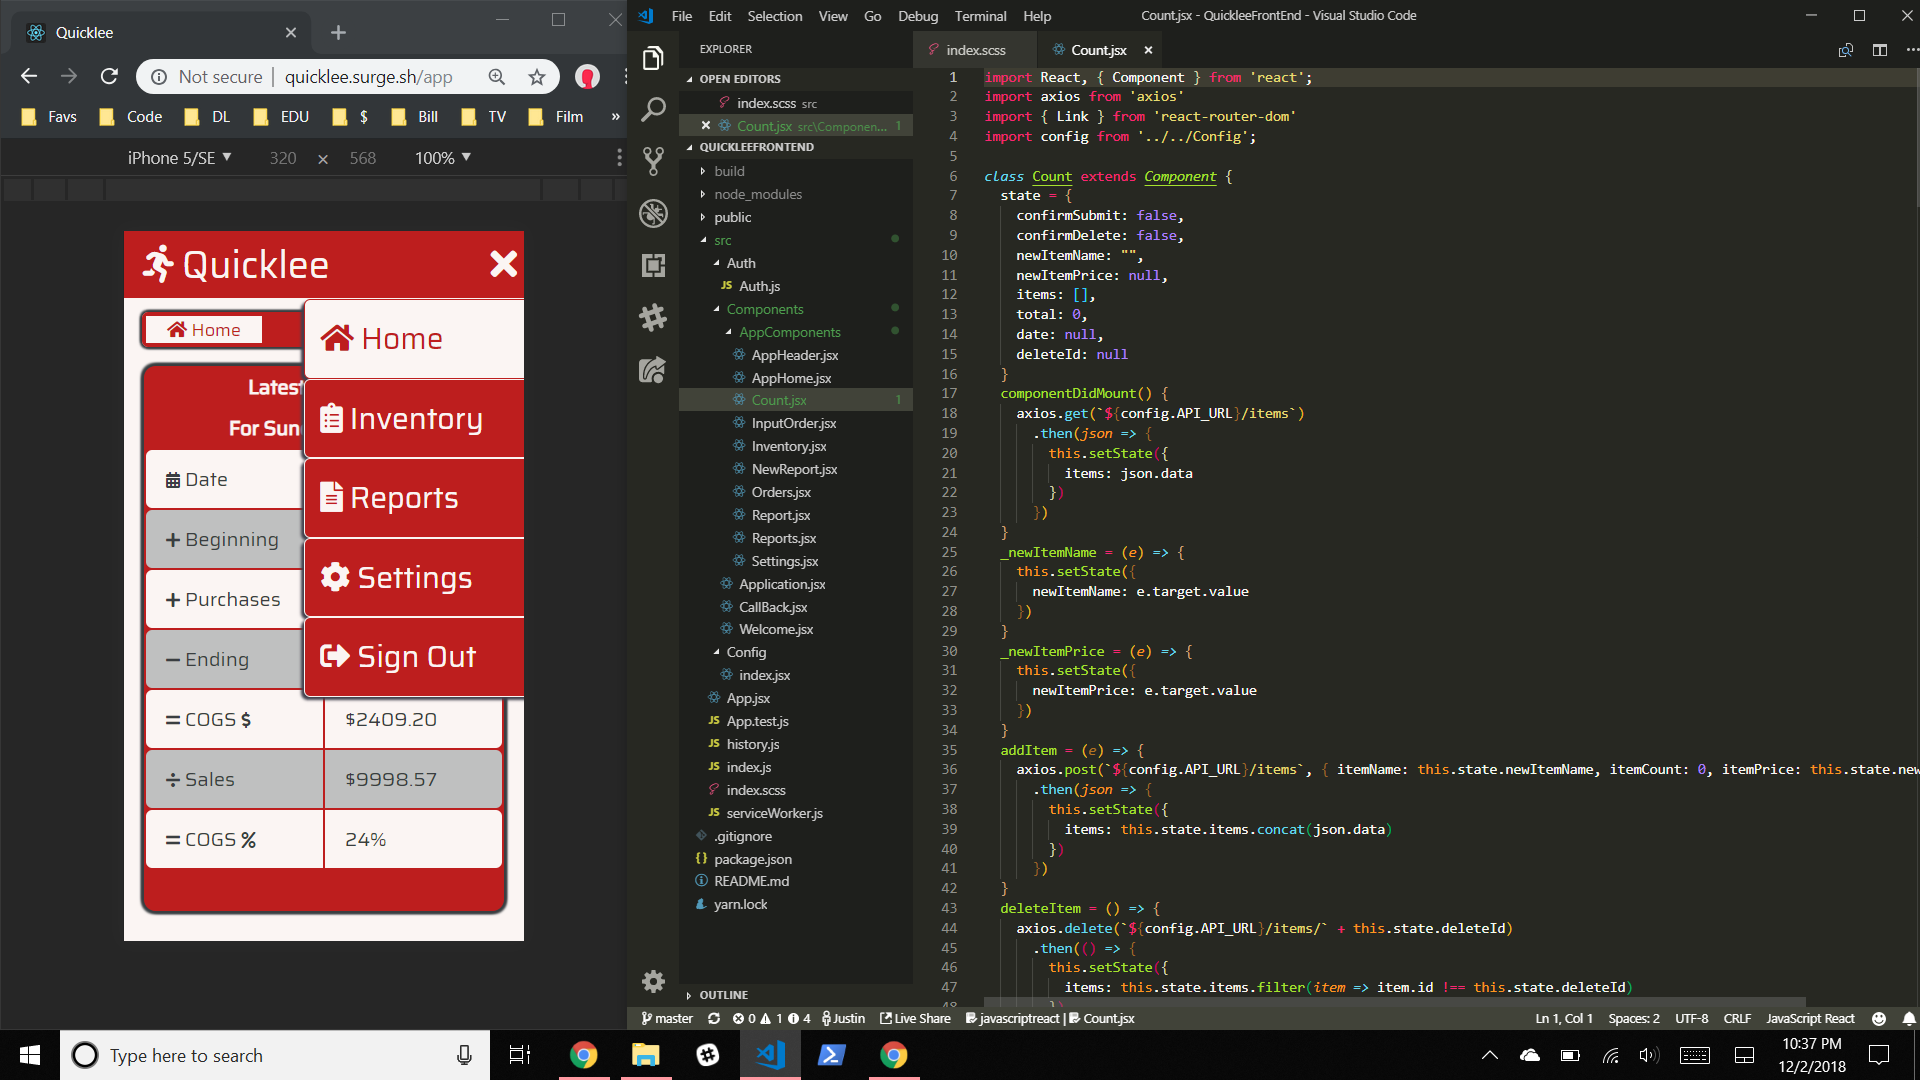 Quicklee
Not secure | quicklee.surge.sh/app
Favs
Code
DL
EDU
$
Bill
TV
Film
»
iPhone 5/SE
320 × 568
100%
Quicklee
Home
Home
Inventory
Reports
Settings
Sign Out
Lates
For Sun
Date
+ Beginning
+ Purchases
− Ending
= COGS $
$2409.20
÷ Sales
$9998.57
= COGS %
24%
File Edit Selection View Go Debug Terminal Help
Count.jsx - QuickleeFrontEnd - Visual Studio Code
EXPLORER
OPEN EDITORS
index.scss src
Count.jsx src\Componen... 1
QUICKLEEFRONTEND
build
node_modules
public
src
Auth
JS Auth.js
Components
AppComponents
AppHeader.jsx
AppHome.jsx
Count.jsx 1
InputOrder.jsx
Inventory.jsx
NewReport.jsx
Orders.jsx
Report.jsx
Reports.jsx
Settings.jsx
Application.jsx
CallBack.jsx
Welcome.jsx
Config
index.jsx
App.jsx
JS App.test.js
JS history.js
JS index.js
index.scss
JS serviceWorker.js
.gitignore
{} package.json
README.md
yarn.lock
OUTLINE
index.scss
Count.jsx
1 import React, { Component } from 'react';
2 import axios from 'axios'
3 import { Link } from 'react-router-dom'
4 import config from '../../Config';
5
6 class Count extends Component {
7 state = {
8 confirmSubmit: false,
9 confirmDelete: false,
10 newItemName: "",
11 newItemPrice: null,
12 items: [],
13 total: 0,
14 date: null,
15 deleteId: null
16 }
17 componentDidMount() {
18 axios.get(`${config.API_URL}/items`)
19 .then(json => {
20 this.setState({
21 items: json.data
22 })
23 })
24 }
25 _newItemName = (e) => {
26 this.setState({
27 newItemName: e.target.value
28 })
29 }
30 _newItemPrice = (e) => {
31 this.setState({
32 newItemPrice: e.target.value
33 })
34 }
35 addItem = (e) => {
36 axios.post(`${config.API_URL}/items`, { itemName: this.state.newItemName, itemCount: 0, itemPrice: this.state.new
37 .then(json => {
38 this.setState({
39 items: this.state.items.concat(json.data)
40 })
41 })
42 }
43 deleteItem = () => {
44 axios.delete(`${config.API_URL}/items/` + this.state.deleteId)
45 .then(() => {
46 this.setState({
47 items: this.state.items.filter(item => item.id !== this.state.deleteId)
48 })
master 0 1 4 Justin Live Share javascriptreact | Count.jsx
Ln 1, Col 1 Spaces: 2 UTF-8 CRLF JavaScript React
Type here to search
10:37 PM
12/2/2018